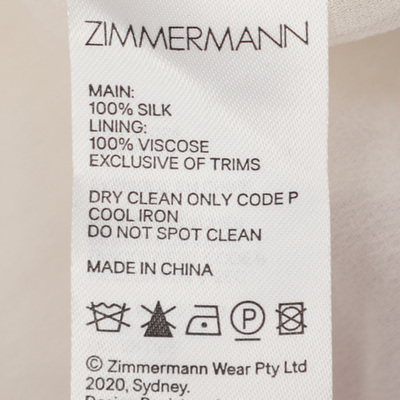 ZIMMERMANN
MAIN:
100% SILK
LINING:
100% VISCOSE
EXCLUSIVE OF TRIMS
DRY CLEAN ONLY CODE P
COOL IRON
DO NOT SPOT CLEAN
MADE IN CHINA
P
© Zimmermann Wear Pty Ltd
2020, Sydney.